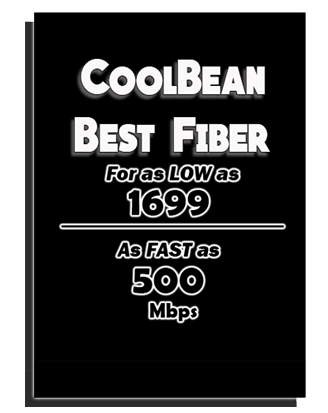 COOLBEAN
BEST FIBER
For as LOW as
1699
As FAST as
500
Mbps